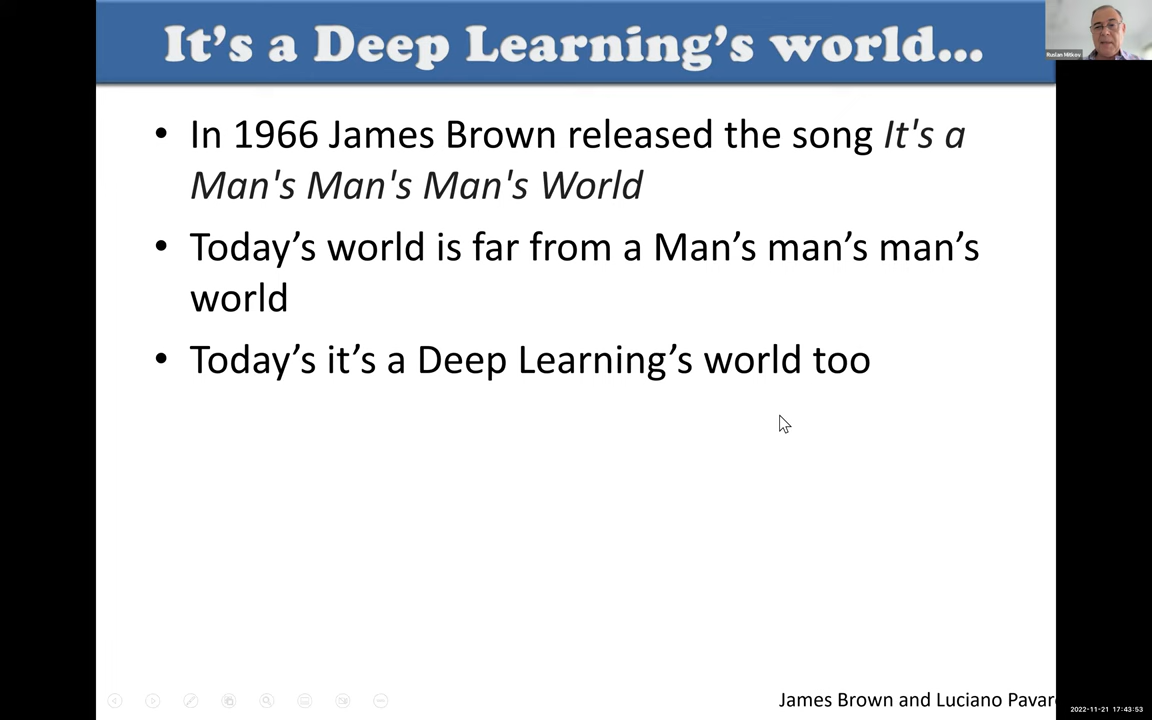 It’s a Deep Learning’s world...
Ruslan Mitkov
• In 1966 James Brown released the song It's a
Man's Man's Man's World
• Today’s world is far from a Man’s man’s man’s
world
• Today’s it’s a Deep Learning’s world too
James Brown and Luciano Pavar
2022-11-21 17:43:53